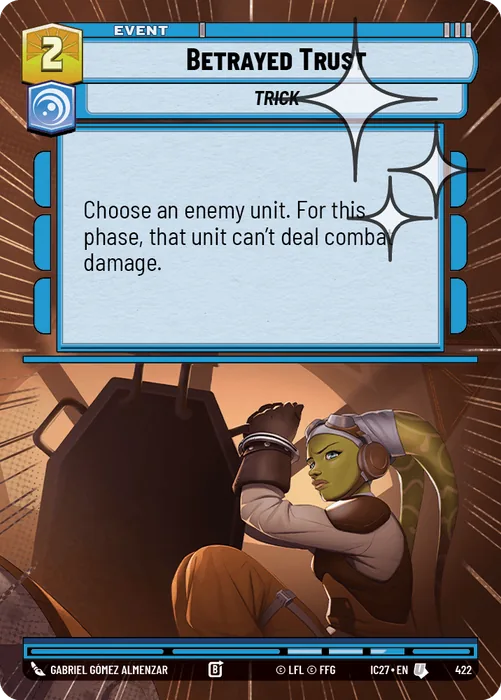 EVENT
2
BETRAYED TRUST
TRICK
Choose an enemy unit. For this
phase, that unit can't deal combat
damage.
GABRIEL GÓMEZ ALMENZAR
B
© LFL © FFG
IC27 • EN
422